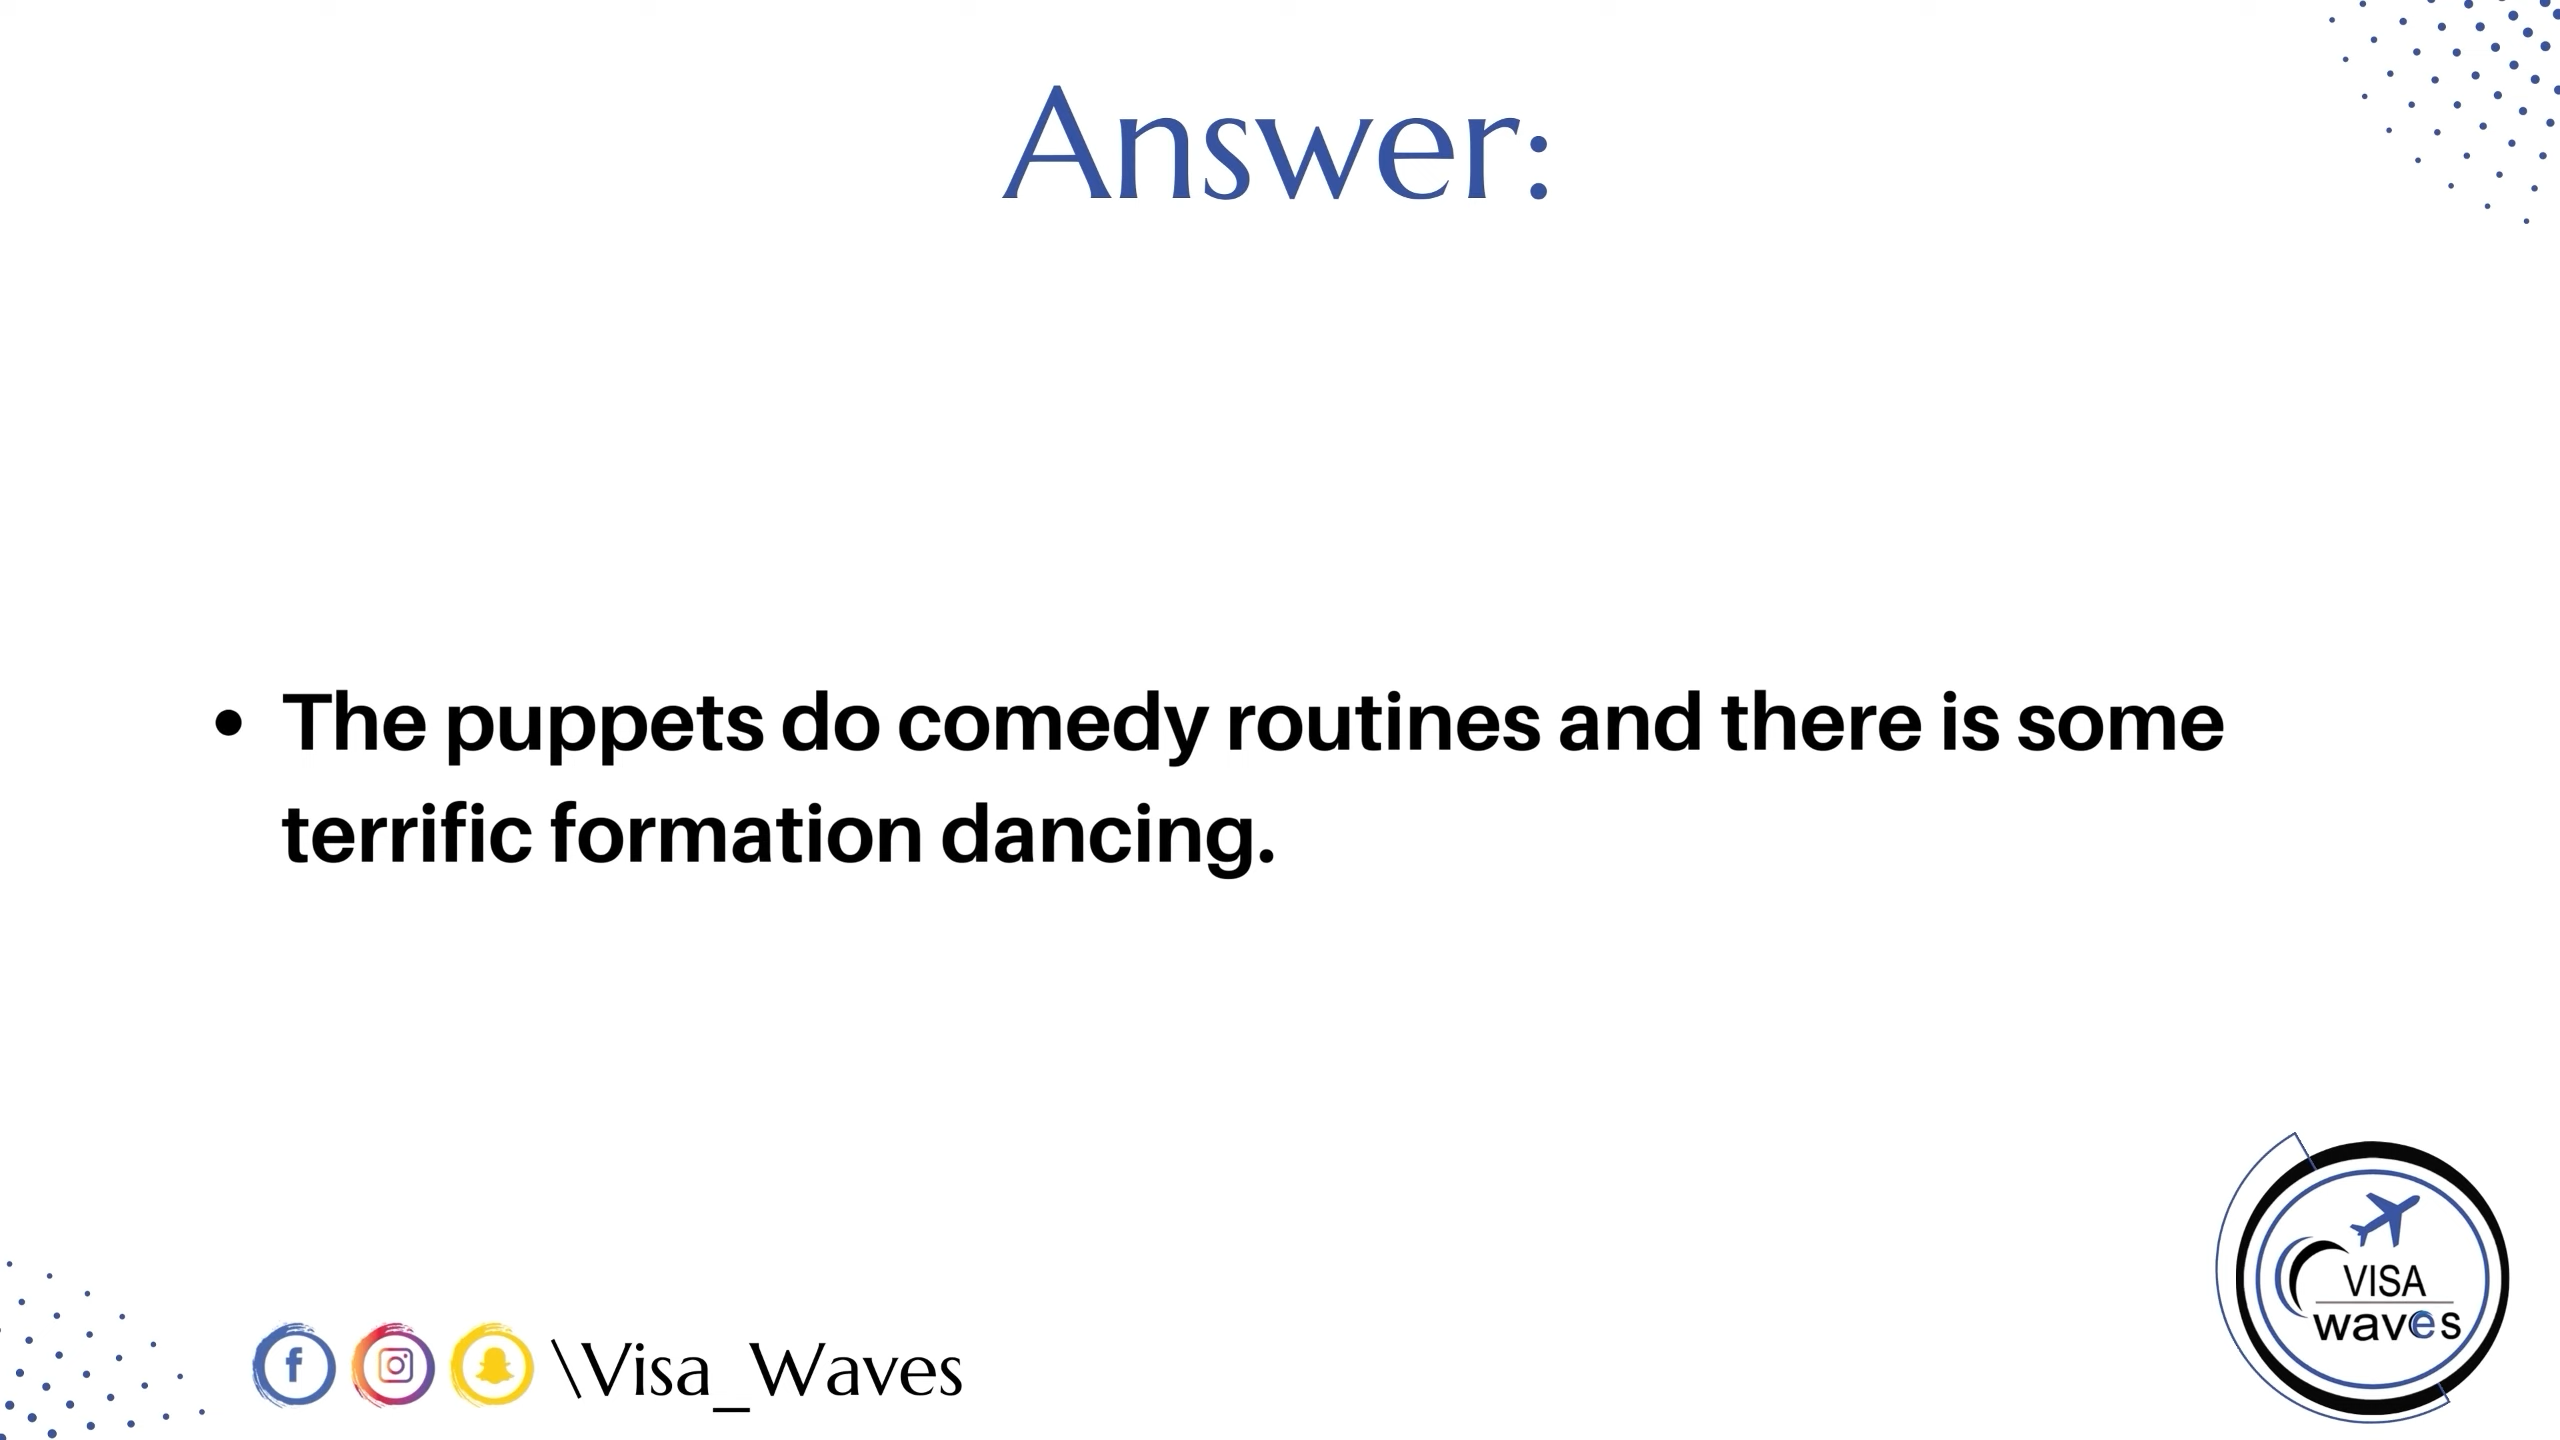 Answer:
• The puppets do comedy routines and there is some
terrific formation dancing.
VISA
waves
\Visa_Waves